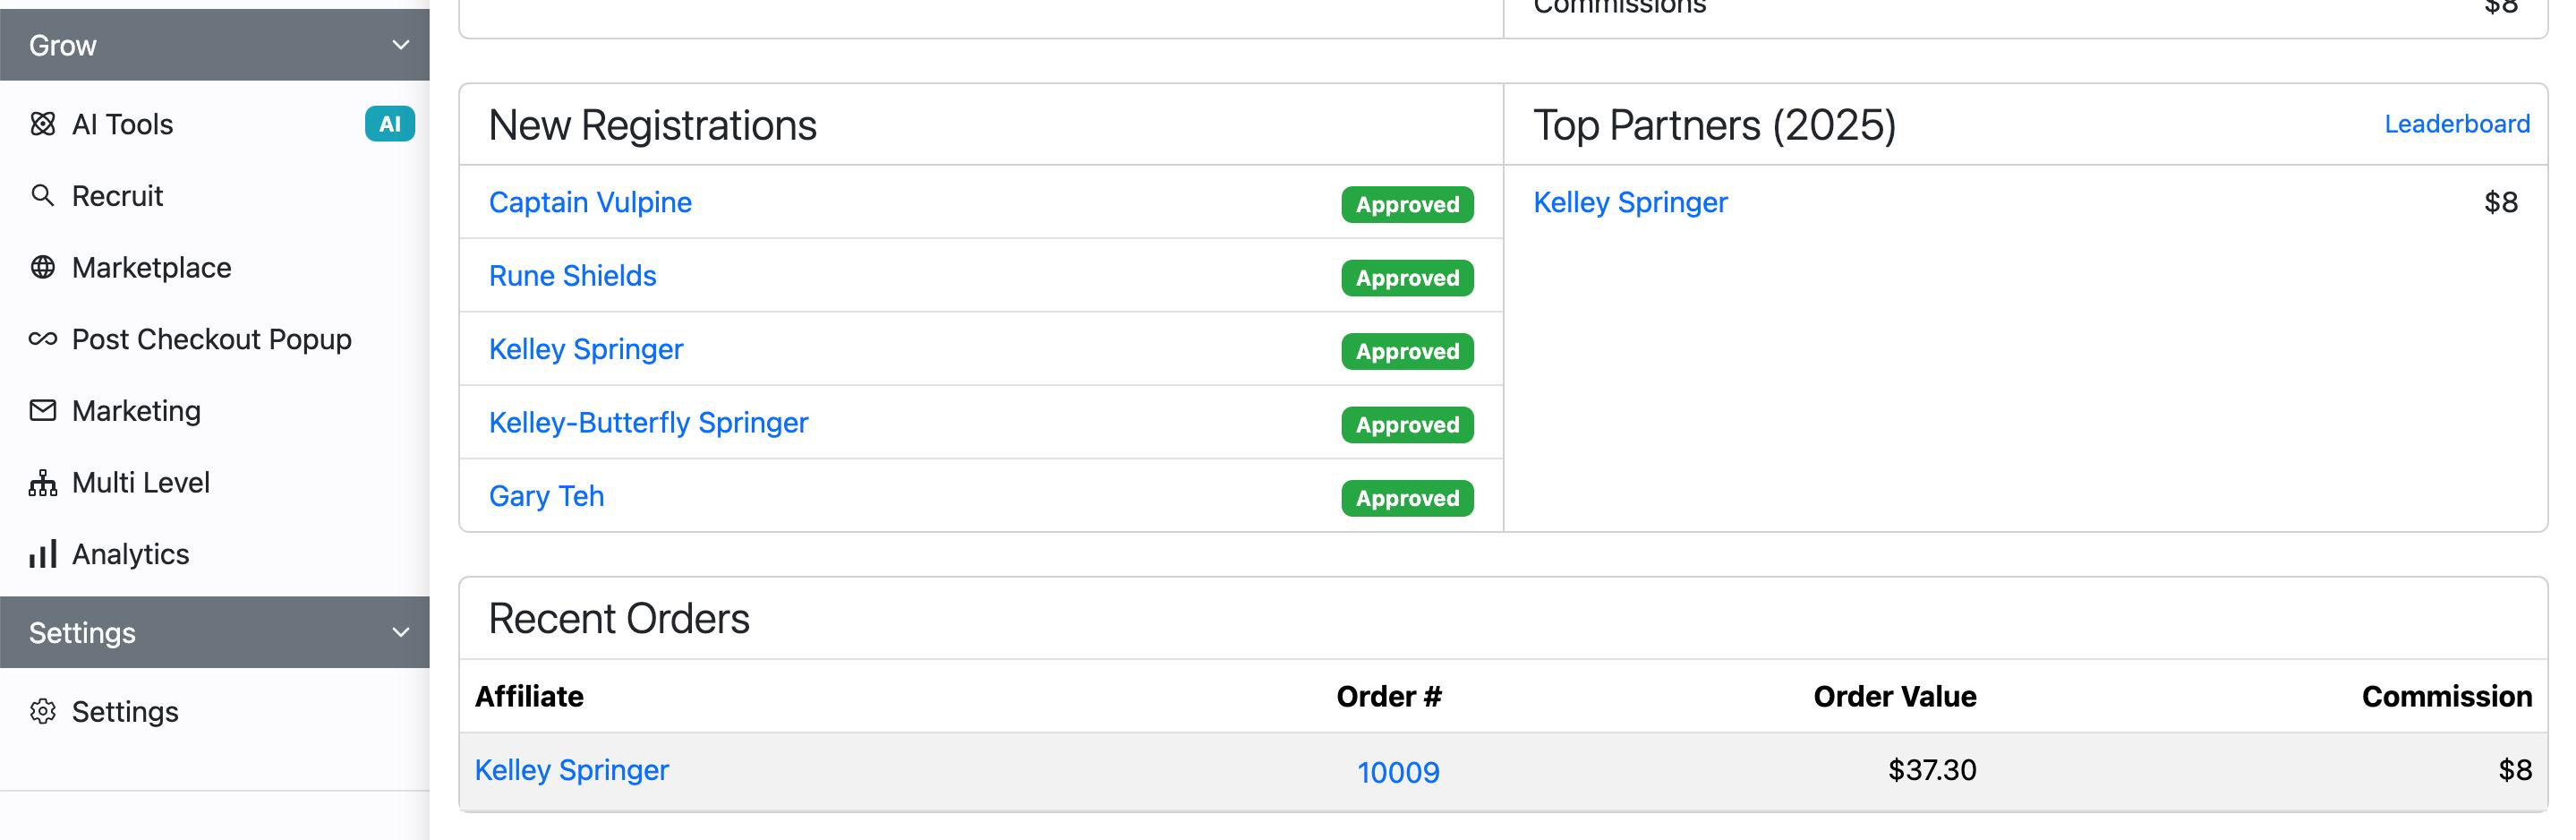 Grow
AI Tools AI
Recruit
Marketplace
Post Checkout Popup
Marketing
Multi Level
Analytics
Settings
Settings
Commissions $8
New Registrations
Captain Vulpine Approved
Rune Shields Approved
Kelley Springer Approved
Kelley-Butterfly Springer Approved
Gary Teh Approved
Top Partners (2025) Leaderboard
Kelley Springer $8
Recent Orders
Affiliate Order # Order Value Commission
Kelley Springer 10009 $37.30 $8